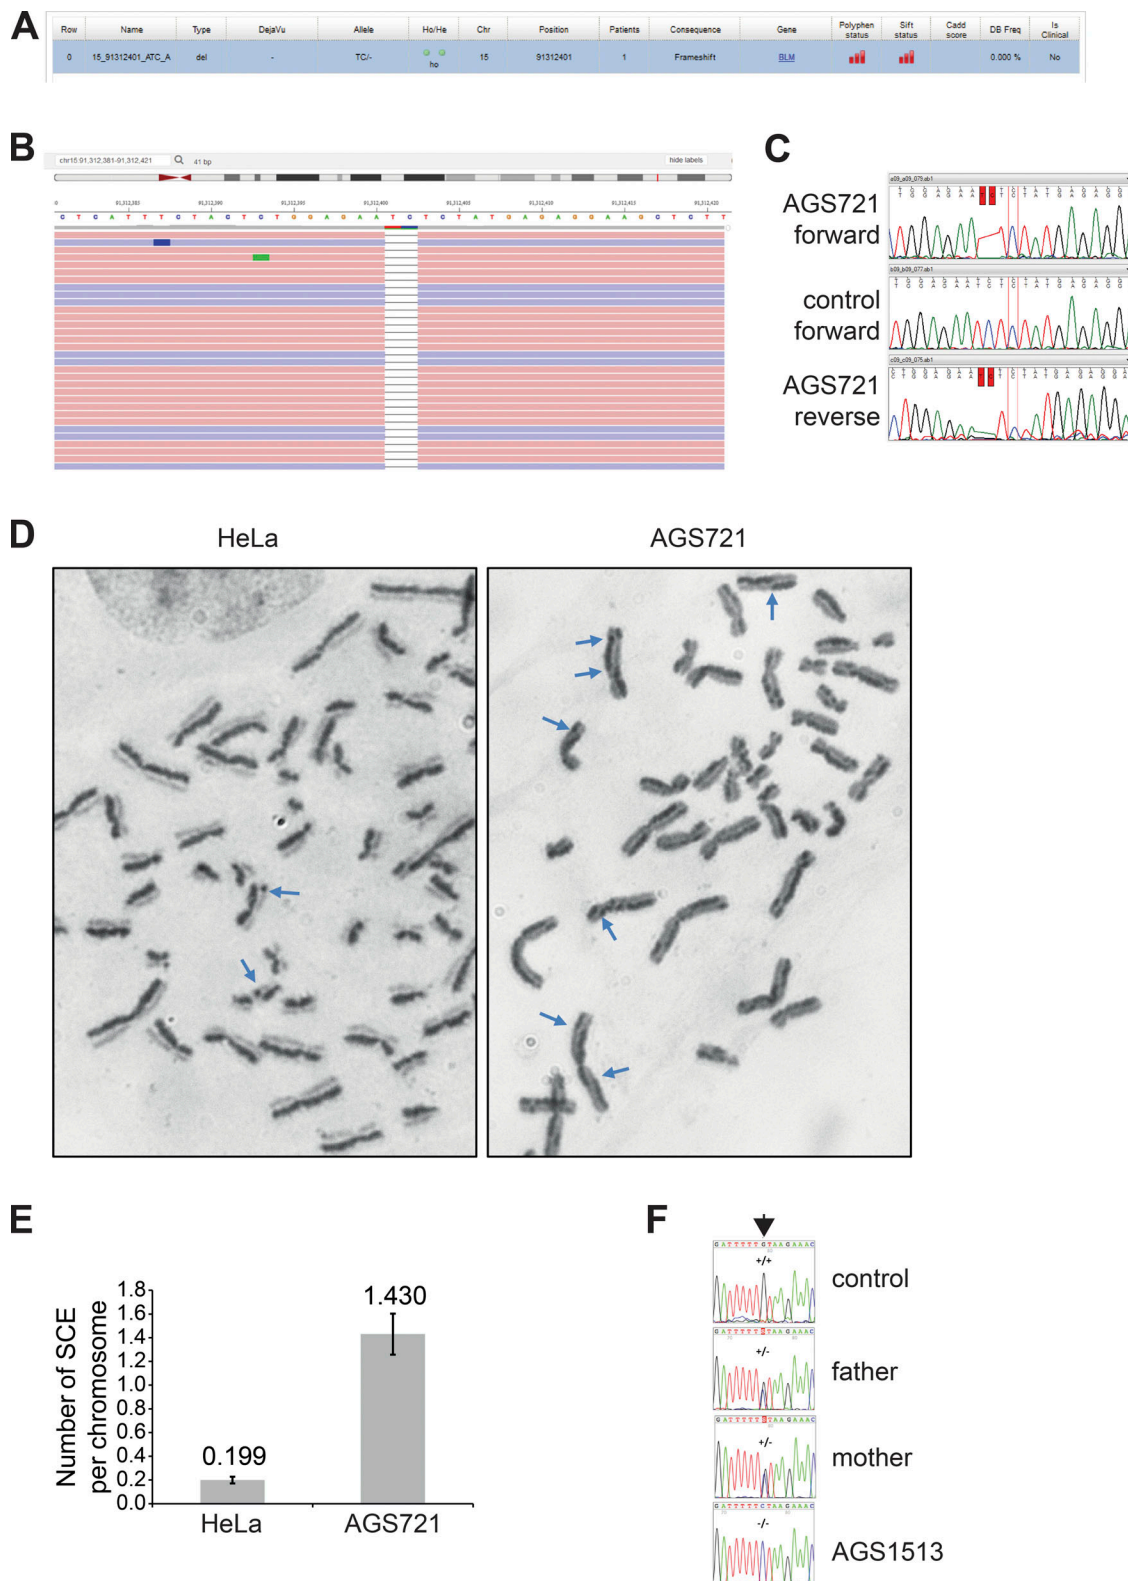 A
Row Name Type DejaVu Allele Ho/He Chr Position Patients Consequence Gene Polyphen status Sift status Cadd score DB Freq Is Clinical
0 15_91312401_ATC_A del - TC/- ho 15 91312401 1 Frameshift BLM 0.000 % No
B
chr15:91,312,381-91,312,421 41 bp hide labels
C T C A T T T C T A C T C T G G A G A A T C T C T A T G A G A G G A A G C T C T T
C
AGS721
forward
control
forward
AGS721
reverse
D
HeLa
AGS721
E
Number of SCE
per chromosome
1.8
1.6
1.4
1.2
1.0
0.8
0.6
0.4
0.2
0.0
0.199
1.430
HeLa
AGS721
F
G A T T T T T G T A A G A A A C
+/+
control
G A T T T T T G T A A G A A A C
+/-
father
G A T T T T T G T A A G A A A C
+/-
mother
G A T T T T T C T A A G A A A C
-/-
AGS1513